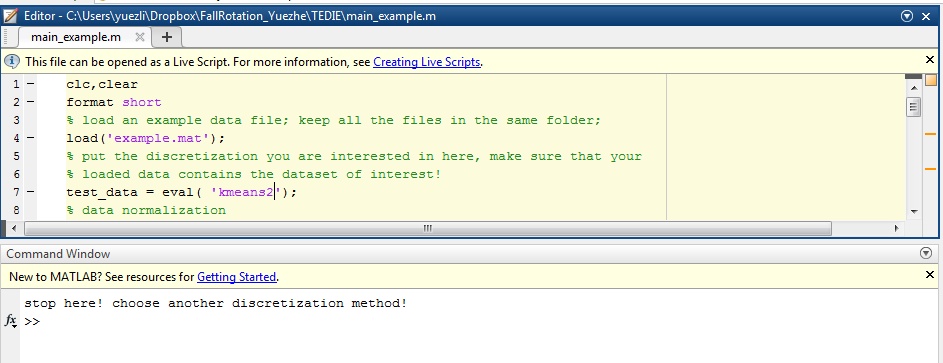 Editor - C:\Users\yuezli\Dropbox\FallRotation_Yuezhe\TEDIE\main_example.m
main_example.m
This file can be opened as a Live Script. For more information, see Creating Live Scripts.
1 clc,clear
2 format short
3 % load an example data file; keep all the files in the same folder;
4 load('example.mat');
5 % put the discretization you are interested in here, make sure that your
6 % loaded data contains the dataset of interest!
7 test_data = eval( 'kmeans2');
8 % data normalization
Command Window
New to MATLAB? See resources for Getting Started.
stop here! choose another discretization method!
fx >>